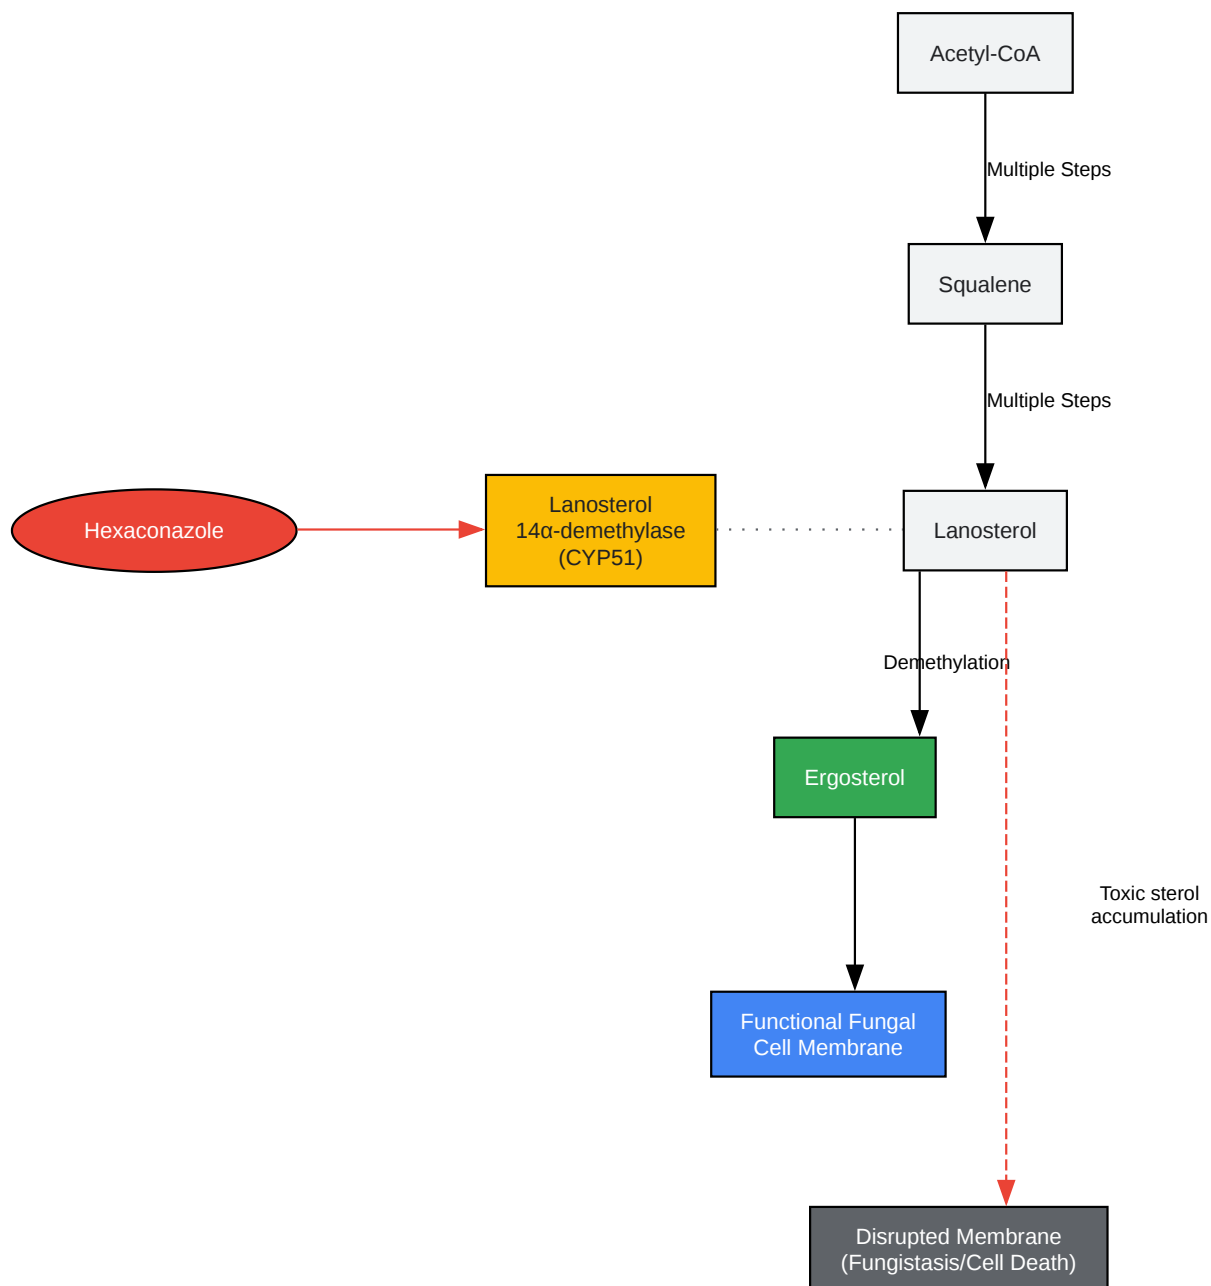 Acetyl-CoA
Multiple Steps
Squalene
Multiple Steps
Hexaconazole
Lanosterol
14α-demethylase
(CYP51)
Lanosterol
Demethylation
Ergosterol
Toxic sterol
accumulation
Functional Fungal
Cell Membrane
Disrupted Membrane
(Fungistasis/Cell Death)